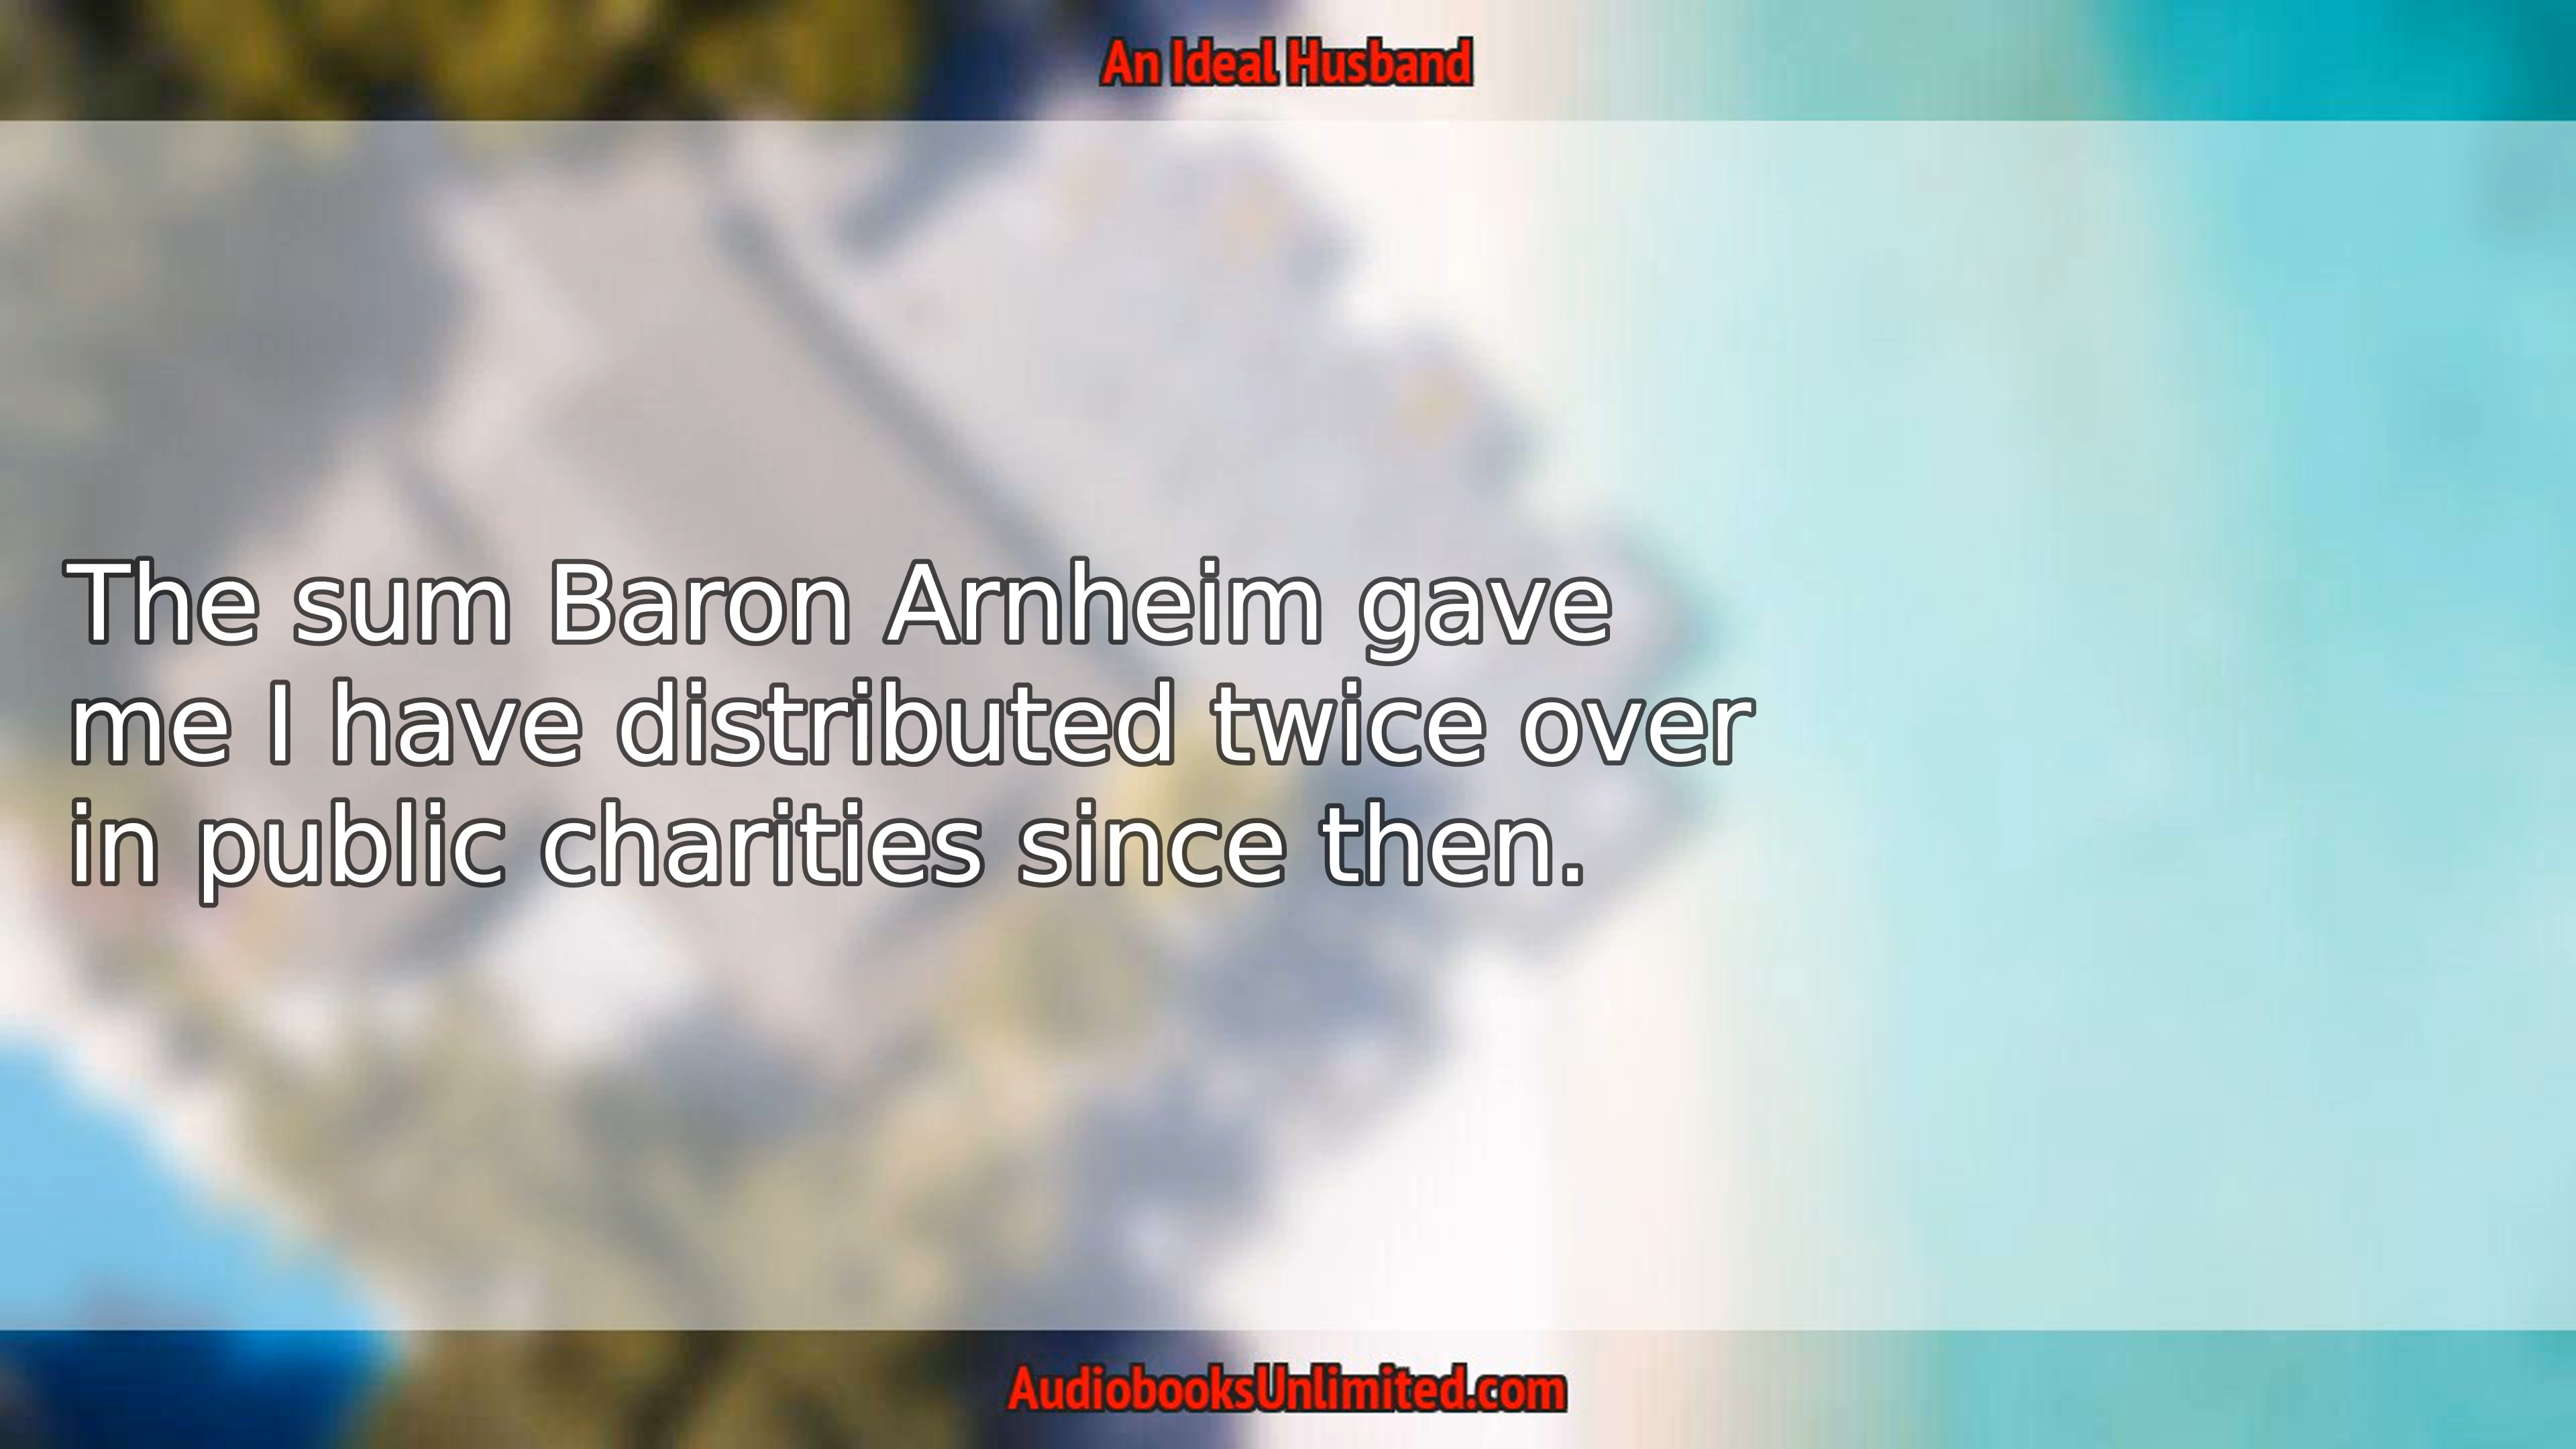 An Ideal Husband
The sum Baron Arnheim gave
me I have distributed twice over
in public charities since then.
AudiobooksUnlimited.com